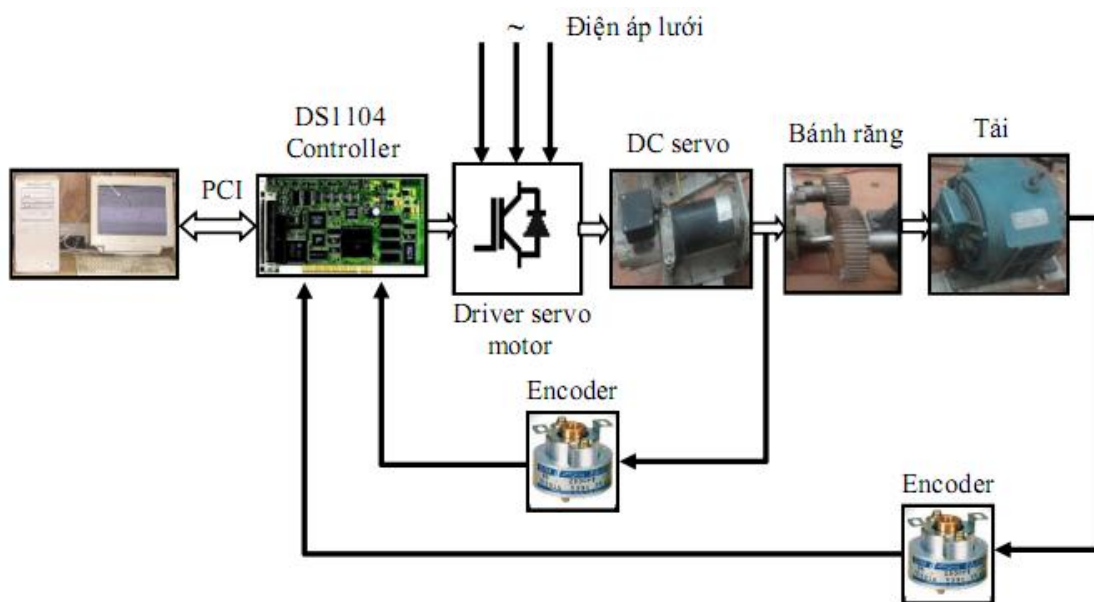 ~ Điện áp lưới
DS1104
Controller
DC servo
Bánh răng
Tải
PCI
Driver servo
motor
Encoder
Encoder